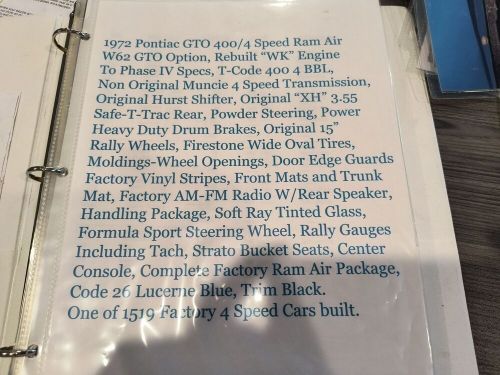 1972 Pontiac GTO 400/4 Speed Ram Air
W62 GTO Option, Rebuilt “WK” Engine
To Phase IV Specs, T-Code 400 4 BBL,
Non Original Muncie 4 Speed Transmission,
Original Hurst Shifter, Original “XH” 3.55
Safe-T-Trac Rear, Powder Steering, Power
Heavy Duty Drum Brakes, Original 15”
Rally Wheels, Firestone Wide Oval Tires,
Moldings-Wheel Openings, Door Edge Guards
Factory Vinyl Stripes, Front Mats and Trunk
Mat, Factory AM-FM Radio W/Rear Speaker,
Handling Package, Soft Ray Tinted Glass,
Formula Sport Steering Wheel, Rally Gauges
Including Tach, Strato Bucket Seats, Center
Console, Complete Factory Ram Air Package,
Code 26 Lucerne Blue, Trim Black.
One of 1519 Factory 4 Speed Cars built.